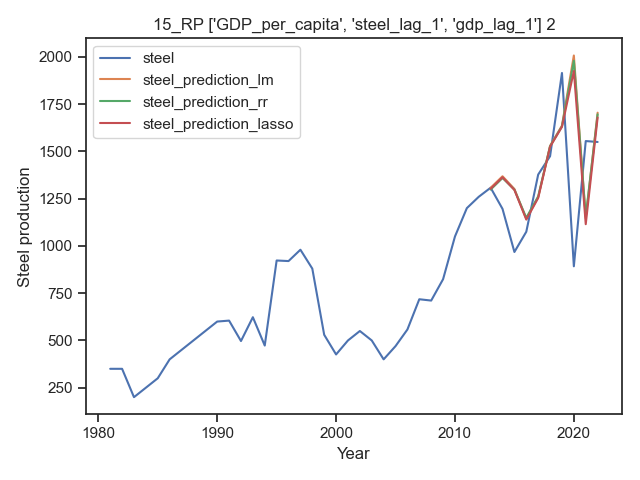 15_RP ['GDP_per_capita', 'steel_lag_1', 'gdp_lag_1'] 2
steel
steel_prediction_lm
steel_prediction_rr
steel_prediction_lasso
Steel production
2000
1750
1500
1250
1000
750
500
250
1980 1990 2000 2010 2020
Year